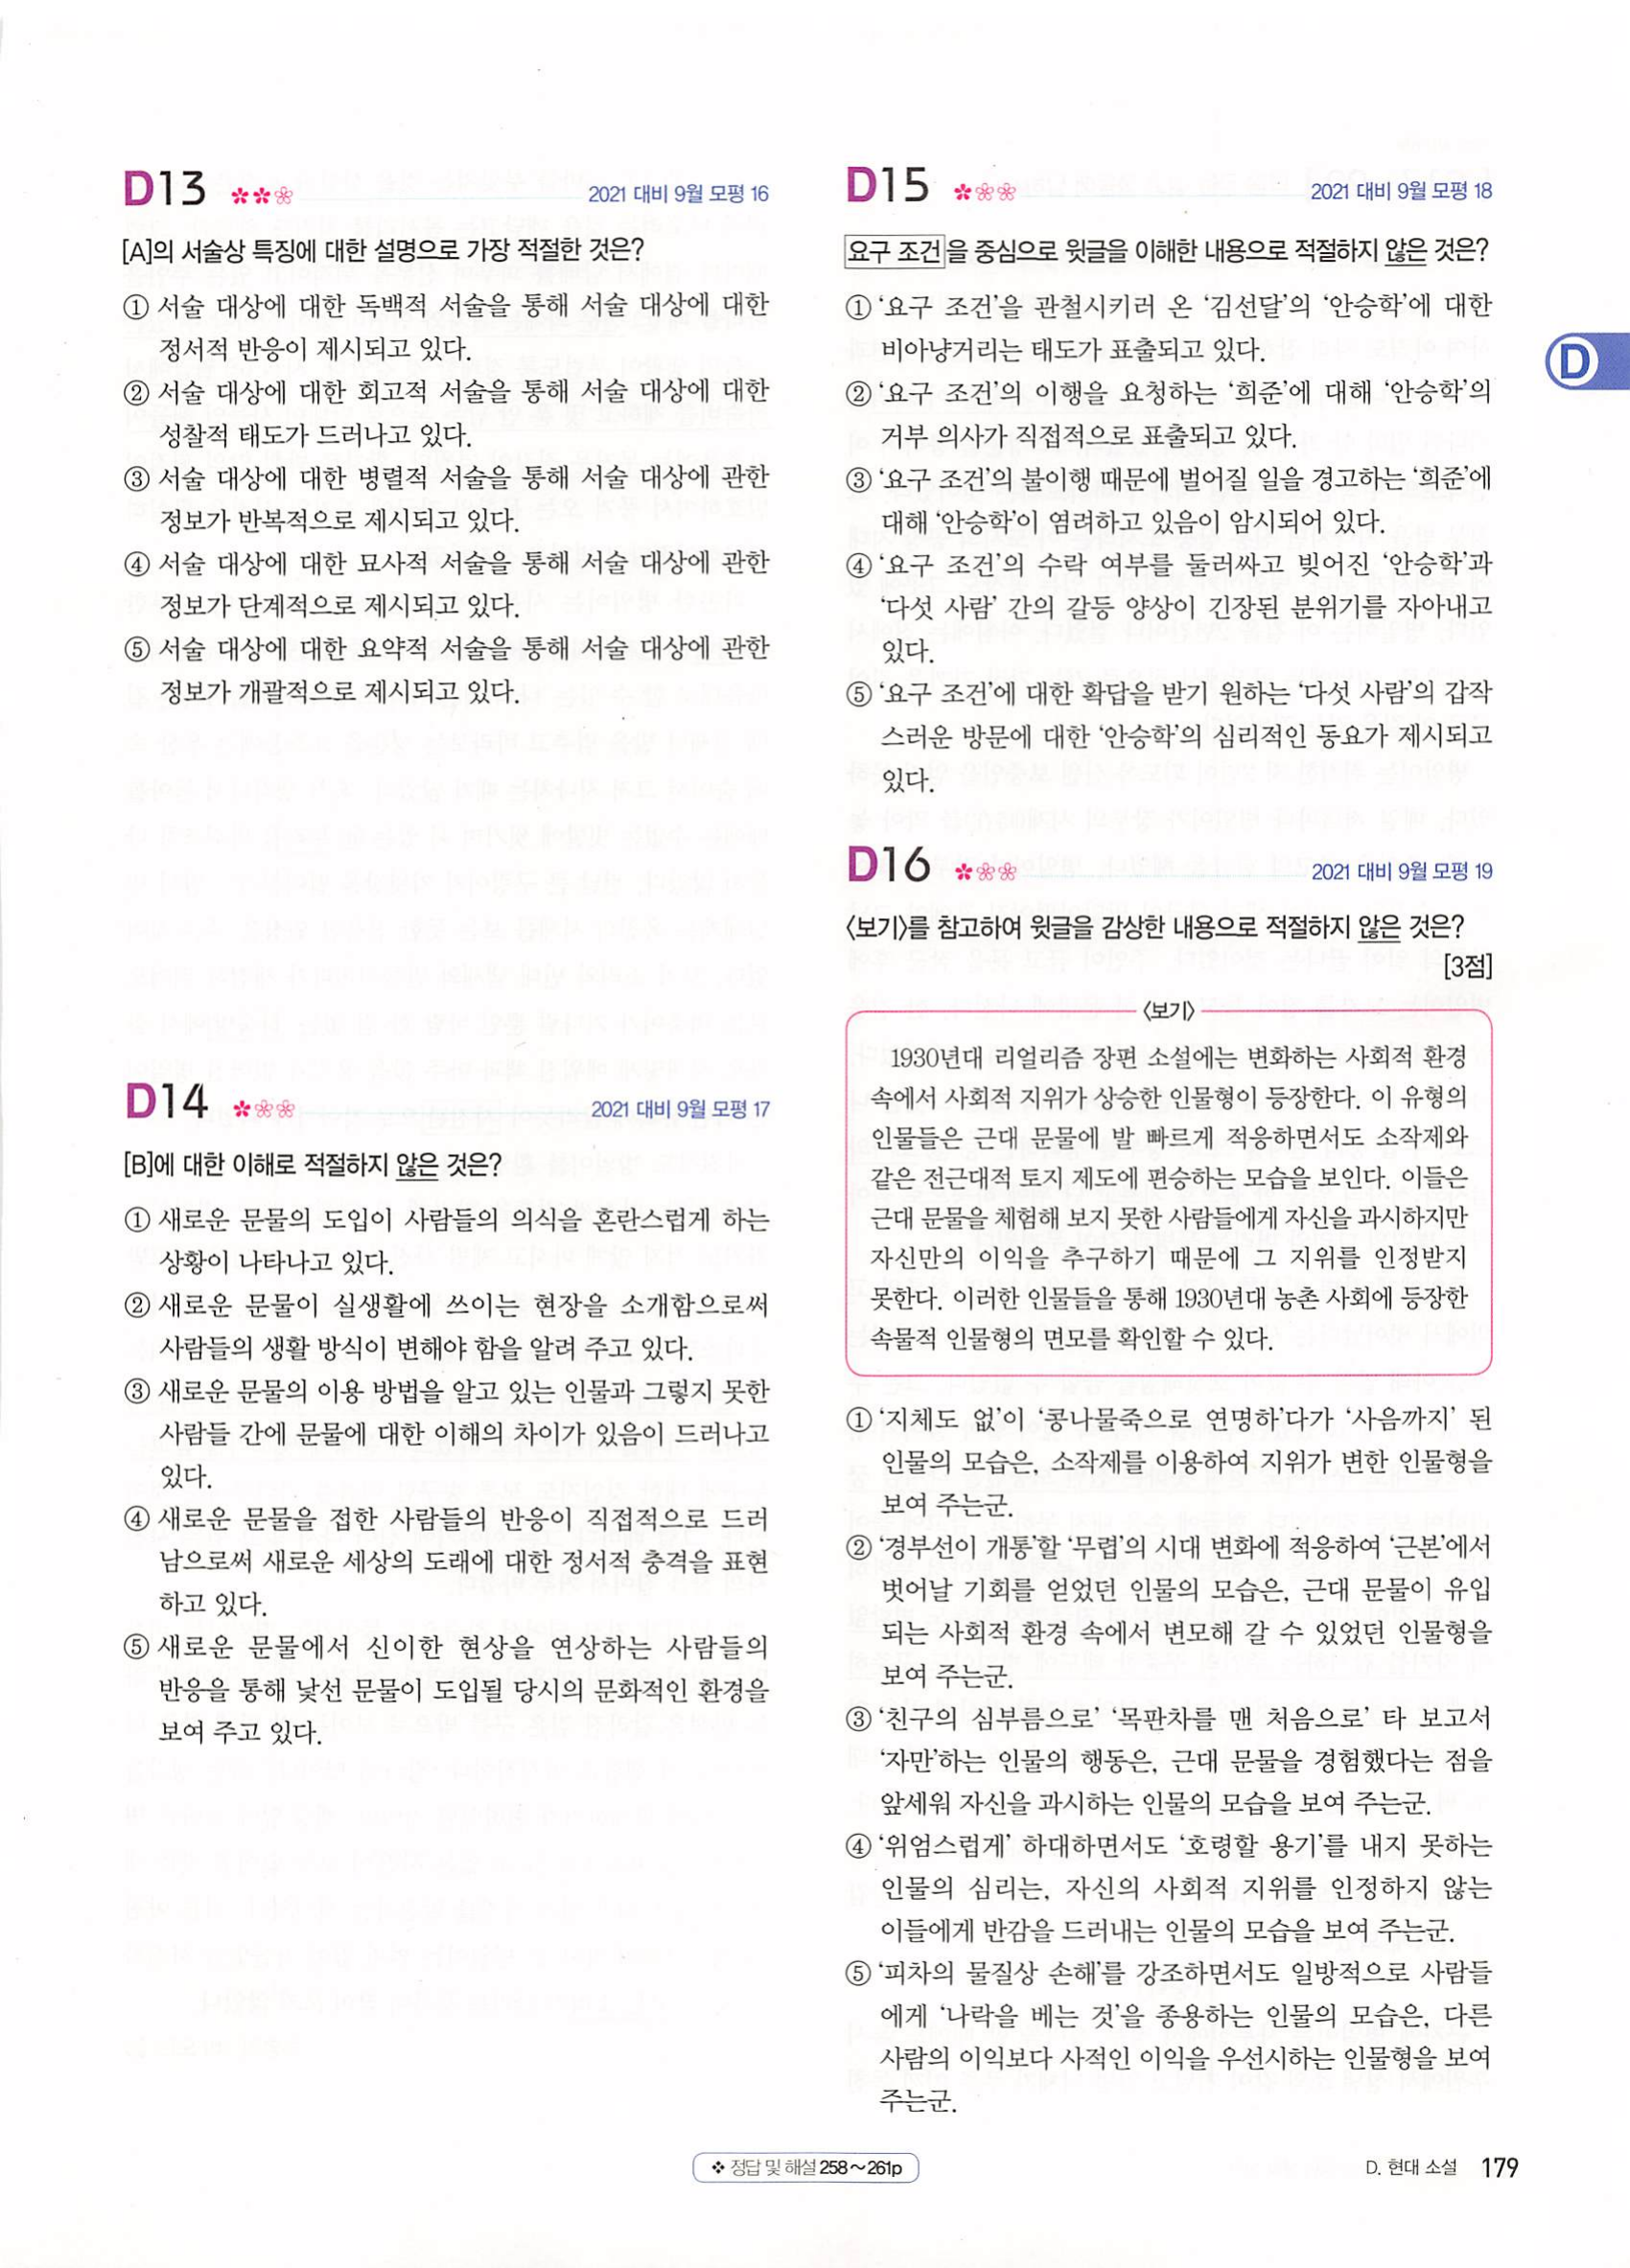 D13
2021 대비 9월 모평 16
[A]의 서술상 특징에 대한 설명으로 가장 적절한 것은?
① 서술 대상에 대한 독백적 서술을 통해 서술 대상에 대한
정서적 반응이 제시되고 있다.
② 서술 대상에 대한 회고적 서술을 통해 서술 대상에 대한
성찰적 태도가 드러나고 있다.
③ 서술 대상에 대한 병렬적 서술을 통해 서술 대상에 관한
정보가 반복적으로 제시되고 있다.
④ 서술 대상에 대한 묘사적 서술을 통해 서술 대상에 관한
정보가 단계적으로 제시되고 있다.
⑤ 서술 대상에 대한 요약적 서술을 통해 서술 대상에 관한
정보가 개괄적으로 제시되고 있다.
D14
2021 대비 9월 모평 17
[B]에 대한 이해로 적절하지 않은 것은?
① 새로운 문물의 도입이 사람들의 의식을 혼란스럽게 하는
상황이 나타나고 있다.
② 새로운 문물이 실생활에 쓰이는 현장을 소개함으로써
사람들의 생활 방식이 변해야 함을 알려 주고 있다.
③ 새로운 문물의 이용 방법을 알고 있는 인물과 그렇지 못한
사람들 간에 문물에 대한 이해의 차이가 있음이 드러나고
있다.
④ 새로운 문물을 접한 사람들의 반응이 직접적으로 드러
남으로써 새로운 세상의 도래에 대한 정서적 충격을 표현
하고 있다.
⑤ 새로운 문물에서 신이한 현상을 연상하는 사람들의
반응을 통해 낯선 문물이 도입될 당시의 문화적인 환경을
보여 주고 있다.
D15
2021 대비 9월 모평 18
요구 조건을 중심으로 윗글을 이해한 내용으로 적절하지 않은 것은?
① ‘요구 조건’을 관철시키러 온 ‘김선달’의 ‘안승학’에 대한
비아냥거리는 태도가 표출되고 있다.
② ‘요구 조건’의 이행을 요청하는 ‘희준’에 대해 ‘안승학’의
거부 의사가 직접적으로 표출되고 있다.
③ ‘요구 조건’의 불이행 때문에 벌어질 일을 경고하는 ‘희준’에
대해 ‘안승학’이 염려하고 있음이 암시되어 있다.
④ ‘요구 조건’의 수락 여부를 둘러싸고 빚어진 ‘안승학’과
‘다섯 사람’ 간의 갈등 양상이 긴장된 분위기를 자아내고
있다.
⑤ ‘요구 조건’에 대한 확답을 받기 원하는 ‘다섯 사람’의 갑작
스러운 방문에 대한 ‘안승학’의 심리적인 동요가 제시되고
있다.
D16
2021 대비 9월 모평 19
〈보기〉를 참고하여 윗글을 감상한 내용으로 적절하지 않은 것은?
[3점]
〈보기〉
1930년대 리얼리즘 장편 소설에는 변화하는 사회적 환경
속에서 사회적 지위가 상승한 인물형이 등장한다. 이 유형의
인물들은 근대 문물에 발 빠르게 적응하면서도 소작제와
같은 전근대적 토지 제도에 편승하는 모습을 보인다. 이들은
근대 문물을 체험해 보지 못한 사람들에게 자신을 과시하지만
자신만의 이익을 추구하기 때문에 그 지위를 인정받지
못한다. 이러한 인물들을 통해 1930년대 농촌 사회에 등장한
속물적 인물형의 면모를 확인할 수 있다.
① ‘지체도 없’이 ‘콩나물죽으로 연명하’다가 ‘사음까지’ 된
인물의 모습은, 소작제를 이용하여 지위가 변한 인물형을
보여 주는군.
② ‘경부선이 개통’할 ‘무렵’의 시대 변화에 적응하여 ‘근본’에서
벗어날 기회를 얻었던 인물의 모습은, 근대 문물이 유입
되는 사회적 환경 속에서 변모해 갈 수 있었던 인물형을
보여 주는군.
③ ‘친구의 심부름으로’ ‘목판차를 맨 처음으로’ 타 보고서
‘자만’하는 인물의 행동은, 근대 문물을 경험했다는 점을
앞세워 자신을 과시하는 인물의 모습을 보여 주는군.
④ ‘위엄스럽게’ 하대하면서도 ‘호령할 용기’를 내지 못하는
인물의 심리는, 자신의 사회적 지위를 인정하지 않는
이들에게 반감을 드러내는 인물의 모습을 보여 주는군.
⑤ ‘피차의 물질상 손해’를 강조하면서도 일방적으로 사람들
에게 ‘나락을 베는 것’을 종용하는 인물의 모습은, 다른
사람의 이익보다 사적인 이익을 우선시하는 인물형을 보여
주는군.
D
❖ 정답 및 해설 258~261p
D. 현대 소설 179